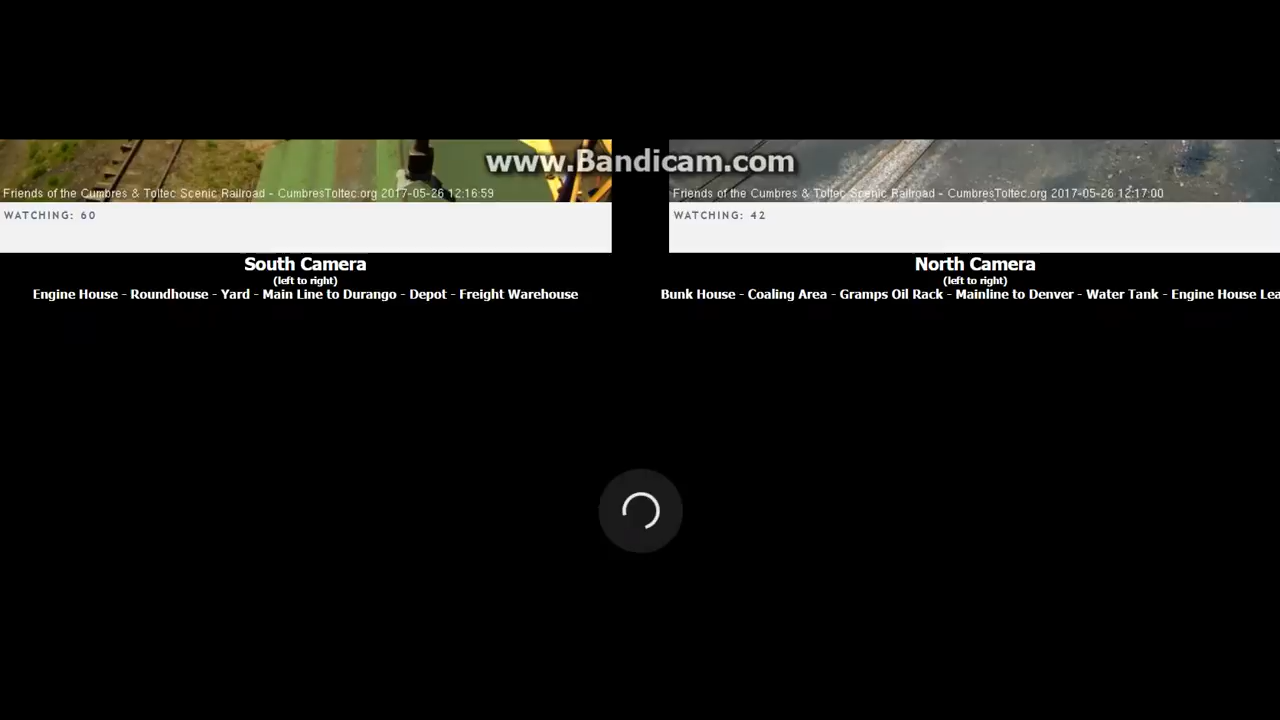 www.Bandicam.com
Friends of the Cumbres & Toltec Scenic Railroad - CumbresToltec.org 2017-05-26 12:16:59
WATCHING: 60
South Camera
(left to right)
Engine House - Roundhouse - Yard - Main Line to Durango - Depot - Freight Warehouse
Friends of the Cumbres & Toltec Scenic Railroad - CumbresToltec.org 2017-05-26 12:17:00
WATCHING: 42
North Camera
(left to right)
Bunk House - Coaling Area - Gramps Oil Rack - Mainline to Denver - Water Tank - Engine House Lea